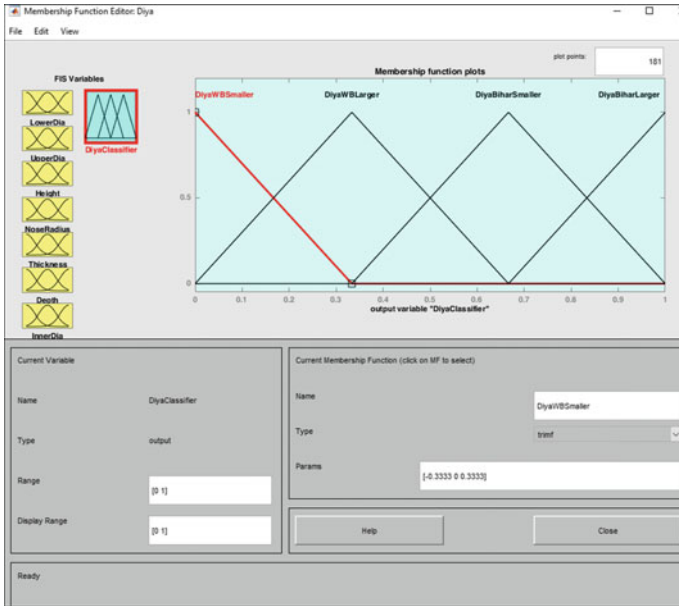 Membership Function Editor: Diya
File Edit View
plot points: 181
FIS Variables
LowerDia
UpperDia
Height
NoseRadius
Thickness
Depth
InnerDia
DiyaClassifier
Membership function plots
DiyaWBSmaller DiyaWBLarger DiyaBiharSmaller DiyaBiharLarger
1
0.5
0
0 0.1 0.2 0.3 0.4 0.5 0.6 0.7 0.8 0.9 1
output variable "DiyaClassifier"
Current Variable
Name DiyaClassifier
Type output
Range [0 1]
Display Range [0 1]
Current Membership Function (click on MF to select)
Name DiyaWBSmaller
Type trimf
Params [-0.3333 0 0.3333]
Help Close
Ready